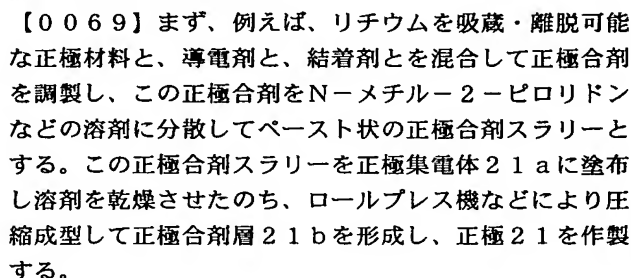 【００６９】まず、例えば、リチウムを吸蔵・離脱可能
な正極材料と、導電剤と、結着剤とを混合して正極合剤
を調製し、この正極合剤をＮ－メチル－２－ピロリドン
などの溶剤に分散してペースト状の正極合剤スラリーと
する。この正極合剤スラリーを正極集電体２１ａに塗布
し溶剤を乾燥させたのち、ロールプレス機などにより圧
縮成型して正極合剤層２１ｂを形成し、正極２１を作製
する。